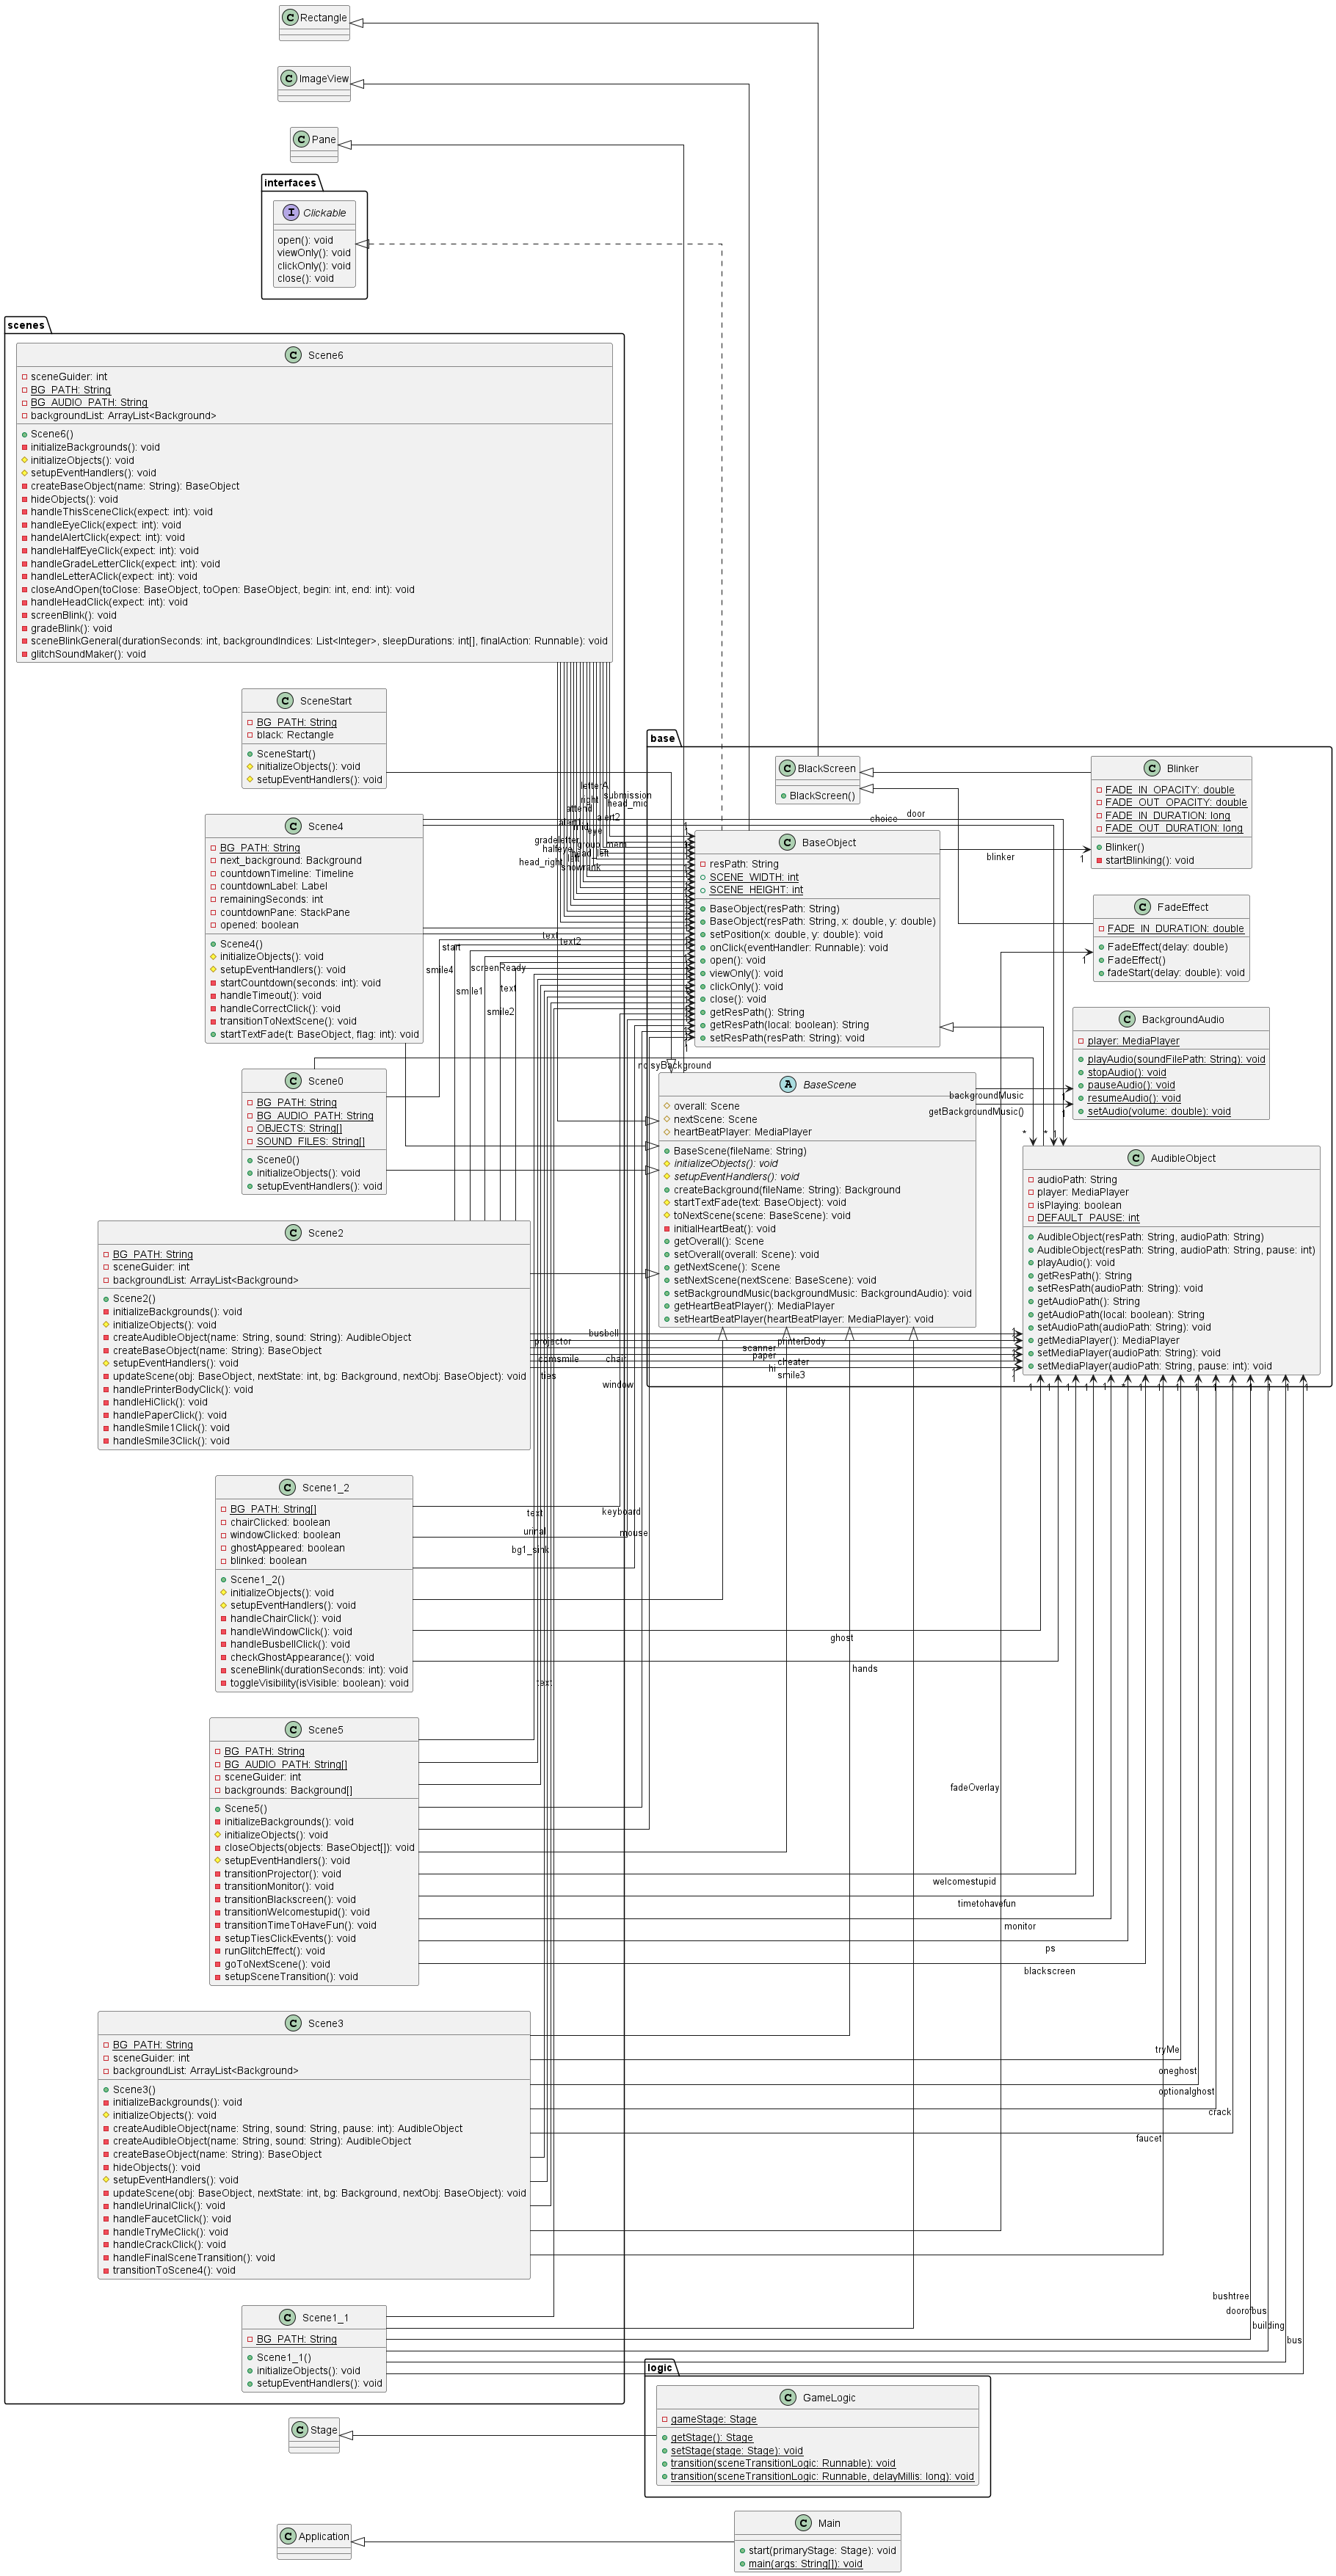 Rectangle
ImageView
Pane
interfaces
Clickable
open(): void
viewOnly(): void
clickOnly(): void
close(): void
scenes
Scene6
sceneGuider: int
BG_PATH: String
BG_AUDIO_PATH: String
backgroundList: ArrayList<Background>
Scene6()
initializeBackgrounds(): void
initializeObjects(): void
setupEventHandlers(): void
createBaseObject(name: String): BaseObject
hideObjects(): void
handleThisSceneClick(expect: int): void
handleEyeClick(expect: int): void
handelAlertClick(expect: int): void
handleHalfEyeClick(expect: int): void
handleGradeLetterClick(expect: int): void
handleLetterAClick(expect: int): void
closeAndOpen(toClose: BaseObject, toOpen: BaseObject, begin: int, end: int): void
handleHeadClick(expect: int): void
screenBlink(): void
gradeBlink(): void
sceneBlinkGeneral(durationSeconds: int, backgroundIndices: List<Integer>, sleepDurations: int[], finalAction: Runnable): void
glitchSoundMaker(): void
SceneStart
BG_PATH: String
black: Rectangle
SceneStart()
initializeObjects(): void
setupEventHandlers(): void
Scene4
BG_PATH: String
next_background: Background
countdownTimeline: Timeline
countdownLabel: Label
remainingSeconds: int
countdownPane: StackPane
opened: boolean
Scene4()
initializeObjects(): void
setupEventHandlers(): void
startCountdown(seconds: int): void
handleTimeout(): void
handleCorrectClick(): void
transitionToNextScene(): void
startTextFade(t: BaseObject, flag: int): void
Scene0
BG_PATH: String
BG_AUDIO_PATH: String
OBJECTS: String[]
SOUND_FILES: String[]
Scene0()
initializeObjects(): void
setupEventHandlers(): void
Scene2
BG_PATH: String
sceneGuider: int
backgroundList: ArrayList<Background>
Scene2()
initializeBackgrounds(): void
initializeObjects(): void
createAudibleObject(name: String, sound: String): AudibleObject
createBaseObject(name: String): BaseObject
setupEventHandlers(): void
updateScene(obj: BaseObject, nextState: int, bg: Background, nextObj: BaseObject): void
handlePrinterBodyClick(): void
handleHiClick(): void
handlePaperClick(): void
handleSmile1Click(): void
handleSmile3Click(): void
Scene1_2
BG_PATH: String[]
chairClicked: boolean
windowClicked: boolean
ghostAppeared: boolean
blinked: boolean
Scene1_2()
initializeObjects(): void
setupEventHandlers(): void
handleChairClick(): void
handleWindowClick(): void
handleBusbellClick(): void
checkGhostAppearance(): void
sceneBlink(durationSeconds: int): void
toggleVisibility(isVisible: boolean): void
Scene5
BG_PATH: String
BG_AUDIO_PATH: String[]
sceneGuider: int
backgrounds: Background[]
Scene5()
initializeBackgrounds(): void
initializeObjects(): void
closeObjects(objects: BaseObject[]): void
setupEventHandlers(): void
transitionProjector(): void
transitionMonitor(): void
transitionBlackscreen(): void
transitionWelcomestupid(): void
transitionTimeToHaveFun(): void
setupTiesClickEvents(): void
runGlitchEffect(): void
goToNextScene(): void
setupSceneTransition(): void
Scene3
BG_PATH: String
sceneGuider: int
backgroundList: ArrayList<Background>
Scene3()
initializeBackgrounds(): void
initializeObjects(): void
createAudibleObject(name: String, sound: String, pause: int): AudibleObject
createAudibleObject(name: String, sound: String): AudibleObject
createBaseObject(name: String): BaseObject
hideObjects(): void
setupEventHandlers(): void
updateScene(obj: BaseObject, nextState: int, bg: Background, nextObj: BaseObject): void
handleUrinalClick(): void
handleFaucetClick(): void
handleTryMeClick(): void
handleCrackClick(): void
handleFinalSceneTransition(): void
transitionToScene4(): void
Scene1_1
BG_PATH: String
Scene1_1()
initializeObjects(): void
setupEventHandlers(): void
base
BlackScreen
BlackScreen()
Blinker
FADE_IN_OPACITY: double
FADE_OUT_OPACITY: double
FADE_IN_DURATION: long
FADE_OUT_DURATION: long
Blinker()
startBlinking(): void
BaseObject
resPath: String
SCENE_WIDTH: int
SCENE_HEIGHT: int
BaseObject(resPath: String)
BaseObject(resPath: String, x: double, y: double)
setPosition(x: double, y: double): void
onClick(eventHandler: Runnable): void
open(): void
viewOnly(): void
clickOnly(): void
close(): void
getResPath(): String
getResPath(local: boolean): String
setResPath(resPath: String): void
FadeEffect
FADE_IN_DURATION: double
FadeEffect(delay: double)
FadeEffect()
fadeStart(delay: double): void
BackgroundAudio
player: MediaPlayer
playAudio(soundFilePath: String): void
stopAudio(): void
pauseAudio(): void
resumeAudio(): void
setAudio(volume: double): void
BaseScene
overall: Scene
nextScene: Scene
heartBeatPlayer: MediaPlayer
BaseScene(fileName: String)
initializeObjects(): void
setupEventHandlers(): void
createBackground(fileName: String): Background
startTextFade(text: BaseObject): void
toNextScene(scene: BaseScene): void
initialHeartBeat(): void
getOverall(): Scene
setOverall(overall: Scene): void
getNextScene(): Scene
setNextScene(nextScene: BaseScene): void
setBackgroundMusic(backgroundMusic: BackgroundAudio): void
getHeartBeatPlayer(): MediaPlayer
setHeartBeatPlayer(heartBeatPlayer: MediaPlayer): void
AudibleObject
audioPath: String
player: MediaPlayer
isPlaying: boolean
DEFAULT_PAUSE: int
AudibleObject(resPath: String, audioPath: String)
AudibleObject(resPath: String, audioPath: String, pause: int)
playAudio(): void
getResPath(): String
setResPath(audioPath: String): void
getAudioPath(): String
getAudioPath(local: boolean): String
setAudioPath(audioPath: String): void
getMediaPlayer(): MediaPlayer
setMediaPlayer(audioPath: String): void
setMediaPlayer(audioPath: String, pause: int): void
letterA
submission
right
head_mid
attend
alert2
alert1
eye
gradeletter
group_mem
halfeye
head_left
left
head_right
showrank
door
choice
blinker
1
text
text2
start
smile4
screenReady
smile1
text
smile2
noisyBackground
backgroundMusic
getBackgroundMusic()
busbell
projector
printerBody
scanner
paper
comsmile
chair
cheater
hi
ties
smile3
window
text
keyboard
urinal
mouse
bg1_sink
ghost
hands
text
fadeOverlay
welcomestupid
timetohavefun
monitor
ps
blackscreen
tryMe
oneghost
optionalghost
crack
faucet
bushtree
doorofbus
building
bus
logic
GameLogic
gameStage: Stage
getStage(): Stage
setStage(stage: Stage): void
transition(sceneTransitionLogic: Runnable): void
transition(sceneTransitionLogic: Runnable, delayMillis: long): void
Stage
Application
Main
start(primaryStage: Stage): void
main(args: String[]): void